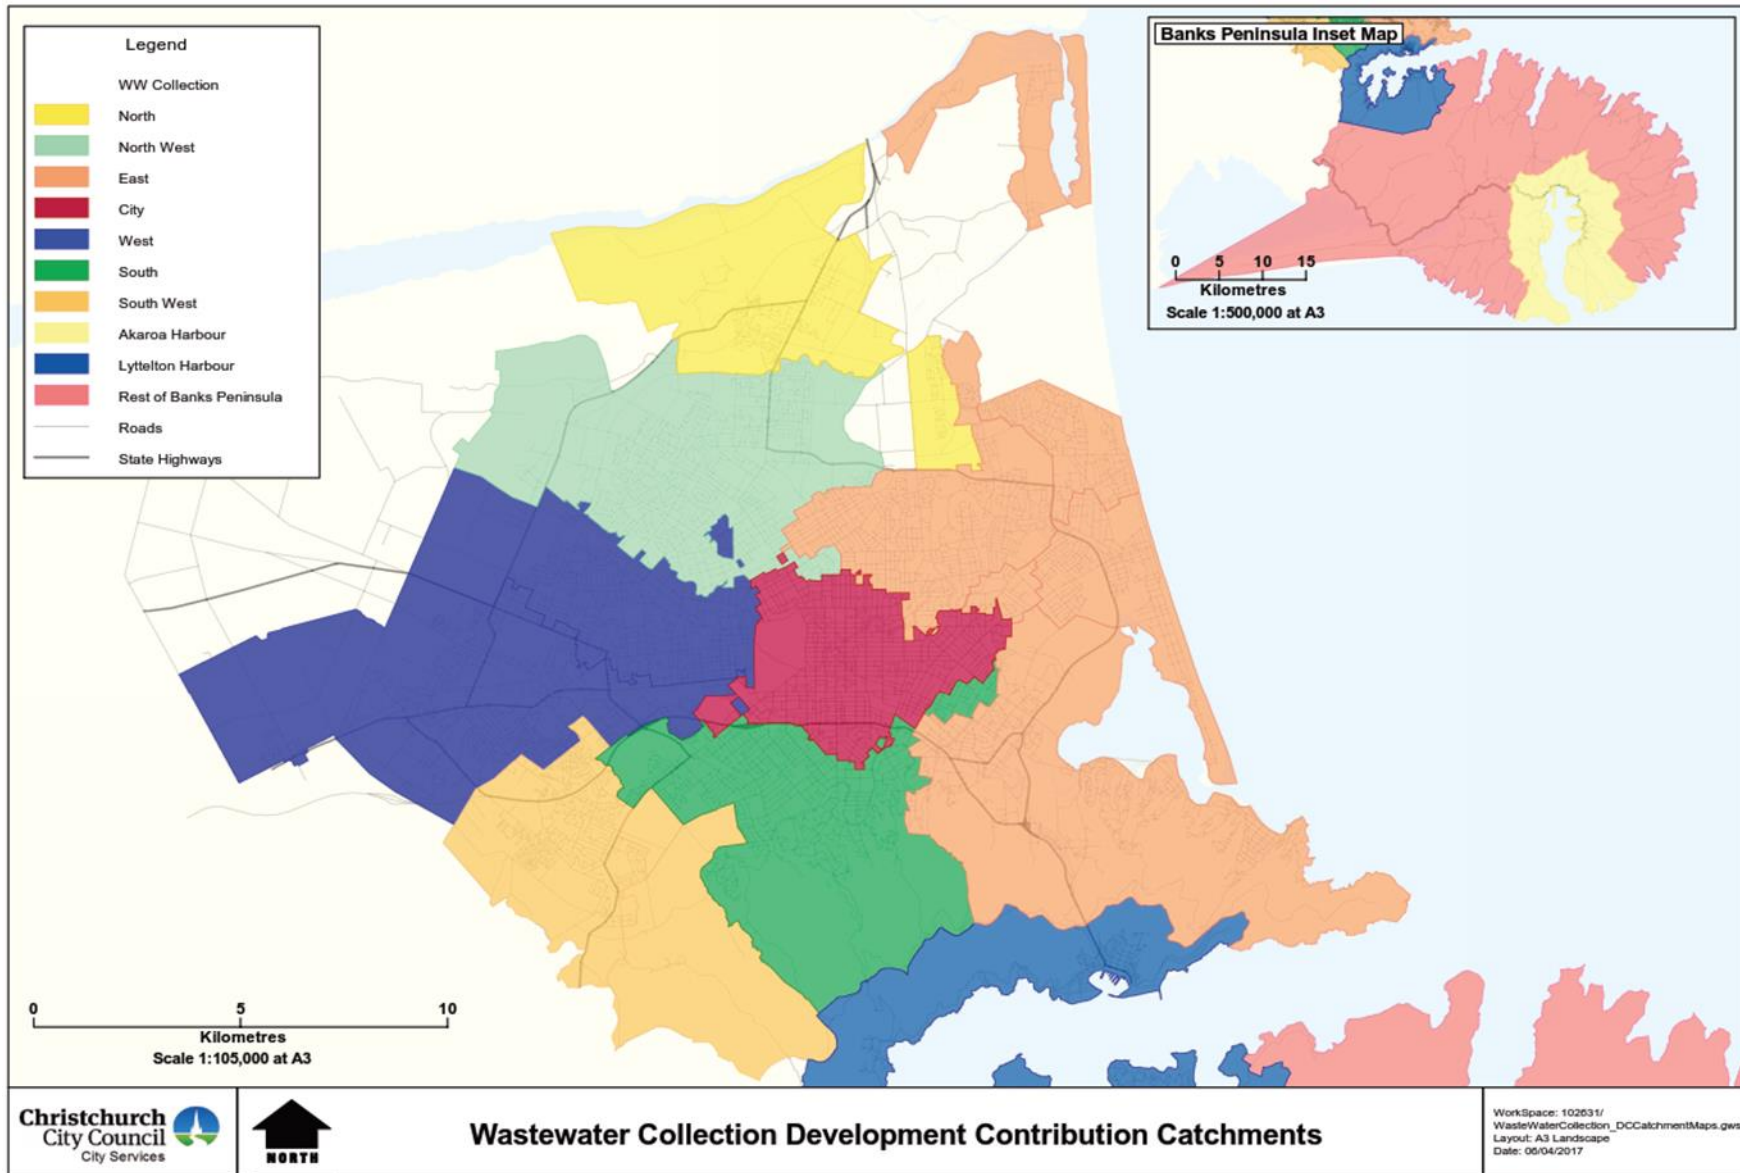 Legend
WW Collection
North
North West
East
City
West
South
South West
Akaroa Harbour
Lyttelton Harbour
Rest of Banks Peninsula
Roads
State Highways
Banks Peninsula Inset Map
0 5 10 15
Kilometres
Scale 1:500,000 at A3
0 5 10
Kilometres
Scale 1:105,000 at A3
Christchurch
City Council
City Services
NORTH
Wastewater Collection Development Contribution Catchments
WorkSpace: 102631/
WasteWaterCollection_DCCatchmentMaps.gws
Layout: A3 Landscape
Date: 06/04/2017